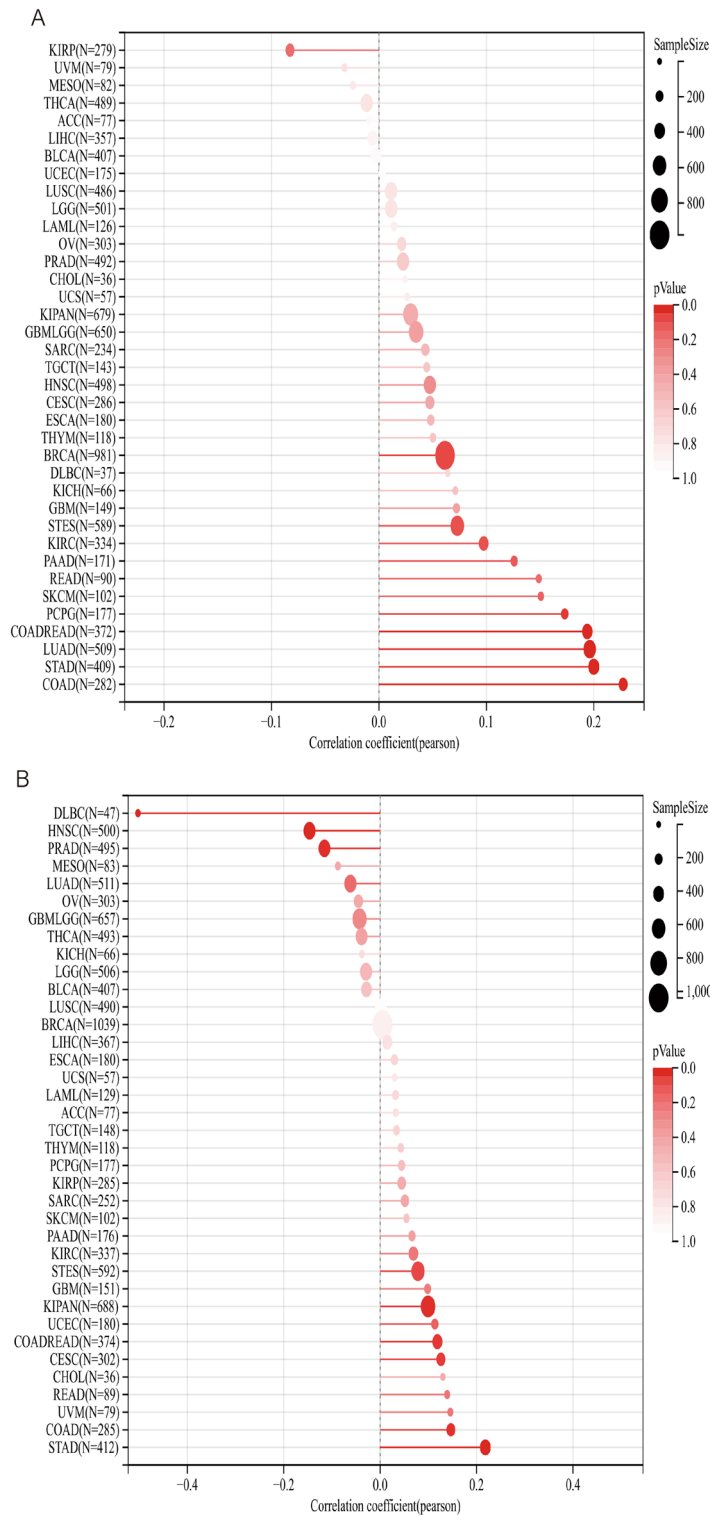 A
KIRP(N=279)
UVM(N=79)
MESO(N=82)
THCA(N=489)
ACC(N=77)
LIHC(N=357)
BLCA(N=407)
UCEC(N=175)
LUSC(N=486)
LGG(N=501)
LAML(N=126)
OV(N=303)
PRAD(N=492)
CHOL(N=36)
UCS(N=57)
KIPAN(N=679)
GBMLGG(N=650)
SARC(N=234)
TGCT(N=143)
HNSC(N=498)
CESC(N=286)
ESCA(N=180)
THYM(N=118)
BRCA(N=981)
DLBC(N=37)
KICH(N=66)
GBM(N=149)
STES(N=589)
KIRC(N=334)
PAAD(N=171)
READ(N=90)
SKCM(N=102)
PCPG(N=177)
COADREAD(N=372)
LUAD(N=509)
STAD(N=409)
COAD(N=282)
−0.2 −0.1 0.0 0.1 0.2
Correlation coefficient(pearson)
SampleSize
200
400
600
800
pValue
0.0
0.2
0.4
0.6
0.8
1.0
B
DLBC(N=47)
HNSC(N=500)
PRAD(N=495)
MESO(N=83)
LUAD(N=511)
OV(N=303)
GBMLGG(N=657)
THCA(N=493)
KICH(N=66)
LGG(N=506)
BLCA(N=407)
LUSC(N=490)
BRCA(N=1039)
LIHC(N=367)
ESCA(N=180)
UCS(N=57)
LAML(N=129)
ACC(N=77)
TGCT(N=148)
THYM(N=118)
PCPG(N=177)
KIRP(N=285)
SARC(N=252)
SKCM(N=102)
PAAD(N=176)
KIRC(N=337)
STES(N=592)
GBM(N=151)
KIPAN(N=688)
UCEC(N=180)
COADREAD(N=374)
CESC(N=302)
CHOL(N=36)
READ(N=89)
UVM(N=79)
COAD(N=285)
STAD(N=412)
−0.4 −0.2 0.0 0.2 0.4
Correlation coefficient(pearson)
SampleSize
200
400
600
800
1,000
pValue
0.0
0.2
0.4
0.6
0.8
1.0